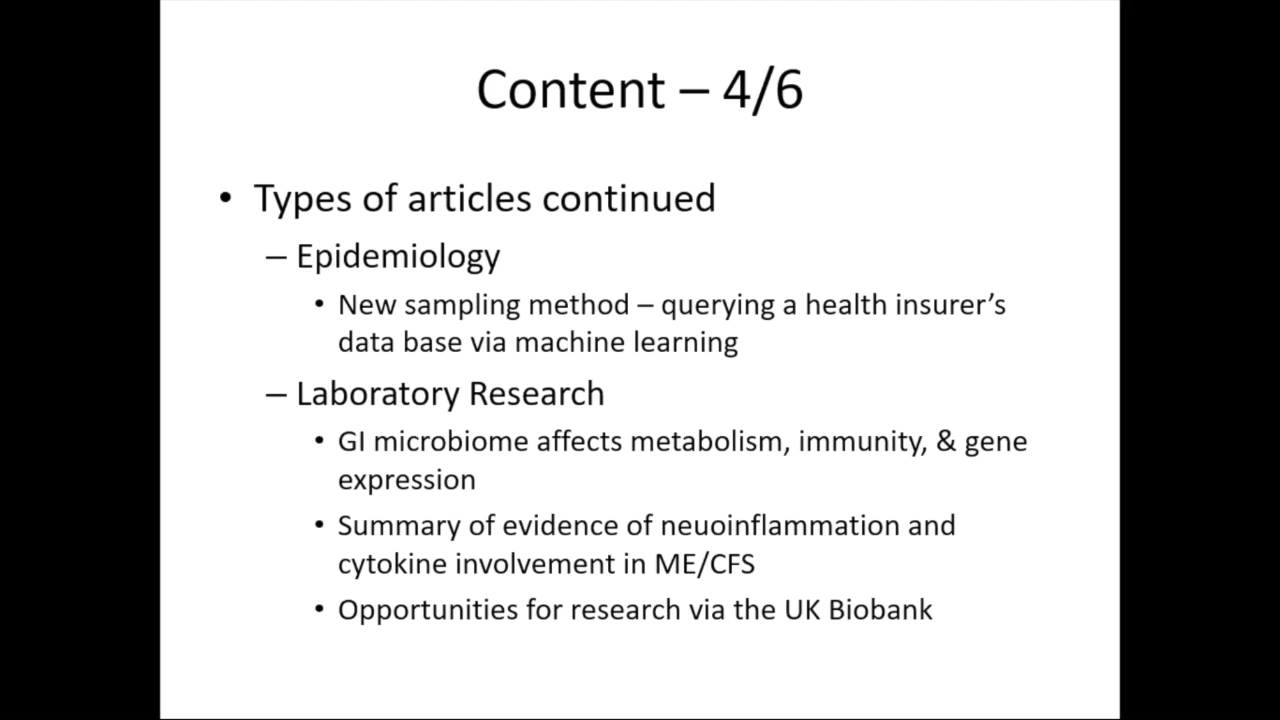 Content – 4/6
• Types of articles continued
– Epidemiology
• New sampling method – querying a health insurer’s
data base via machine learning
– Laboratory Research
• GI microbiome affects metabolism, immunity, & gene
expression
• Summary of evidence of neuoinflammation and
cytokine involvement in ME/CFS
• Opportunities for research via the UK Biobank